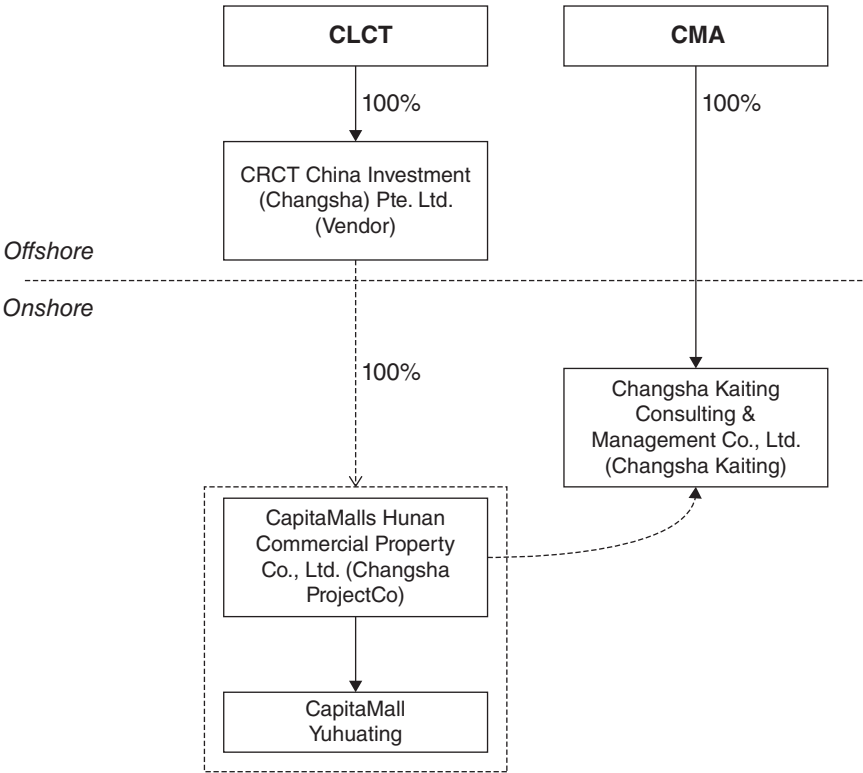 CLCT
CMA
100%
100%
CRCT China Investment
(Changsha) Pte. Ltd.
(Vendor)
Offshore
Onshore
100%
Changsha Kaiting
Consulting &
Management Co., Ltd.
(Changsha Kaiting)
CapitaMalls Hunan
Commercial Property
Co., Ltd. (Changsha
ProjectCo)
CapitaMall
Yuhuating